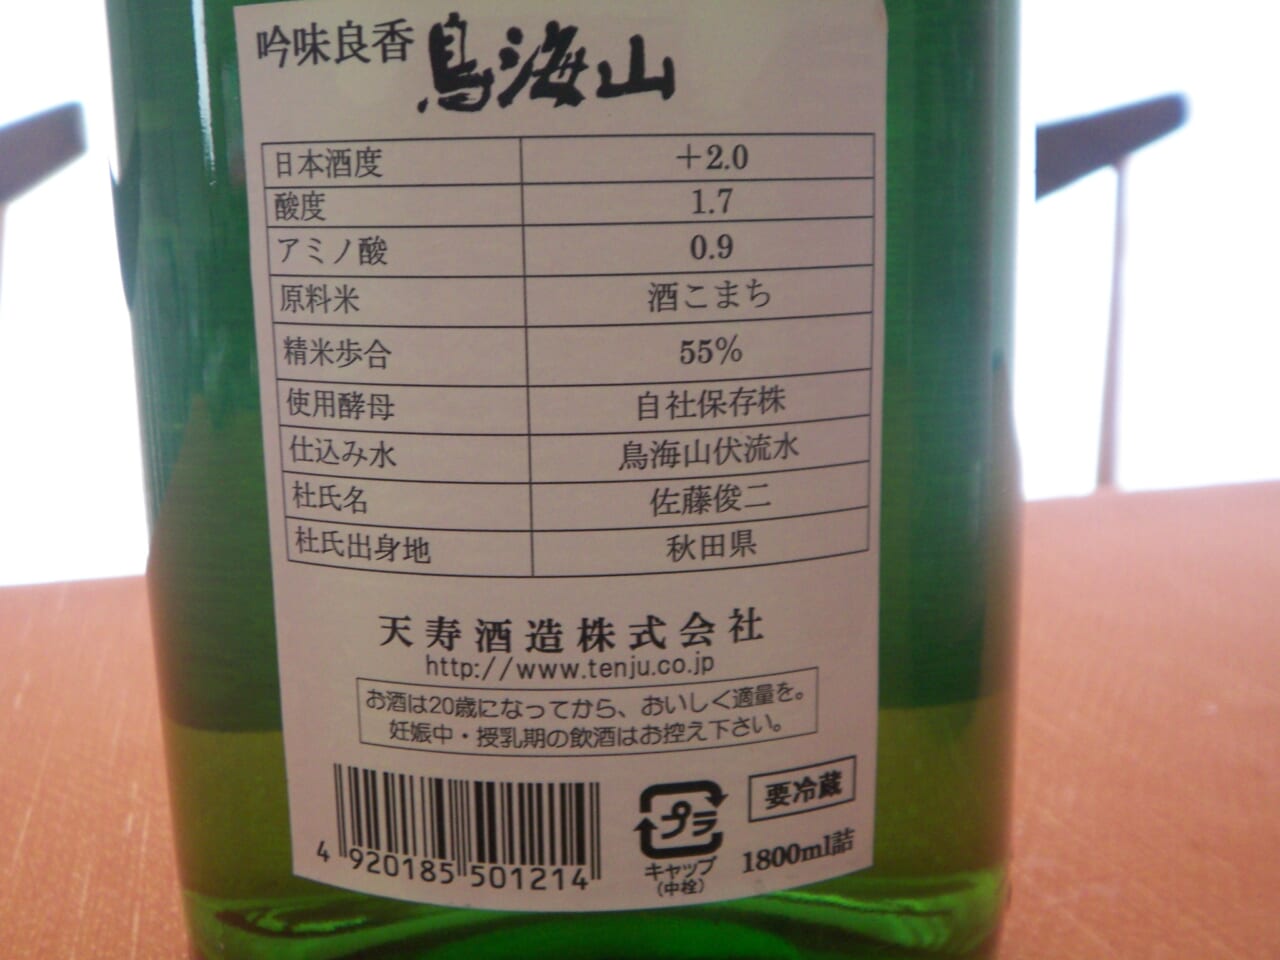 吟味良香 鳥海山
日本酒度 +2.0
酸度 1.7
アミノ酸 0.9
原料米 酒こまち
精米歩合 55%
使用酵母 自社保存株
仕込み水 鳥海山伏流水
杜氏名 佐藤俊二
杜氏出身地 秋田県
天寿酒造株式会社
http://www.tenju.co.jp
お酒は20歳になってから、おいしく適量を。
妊娠中・授乳期の飲酒はお控え下さい。
要冷蔵
プラ
キャップ
(中栓)
1800ml詰
4 920185 501214